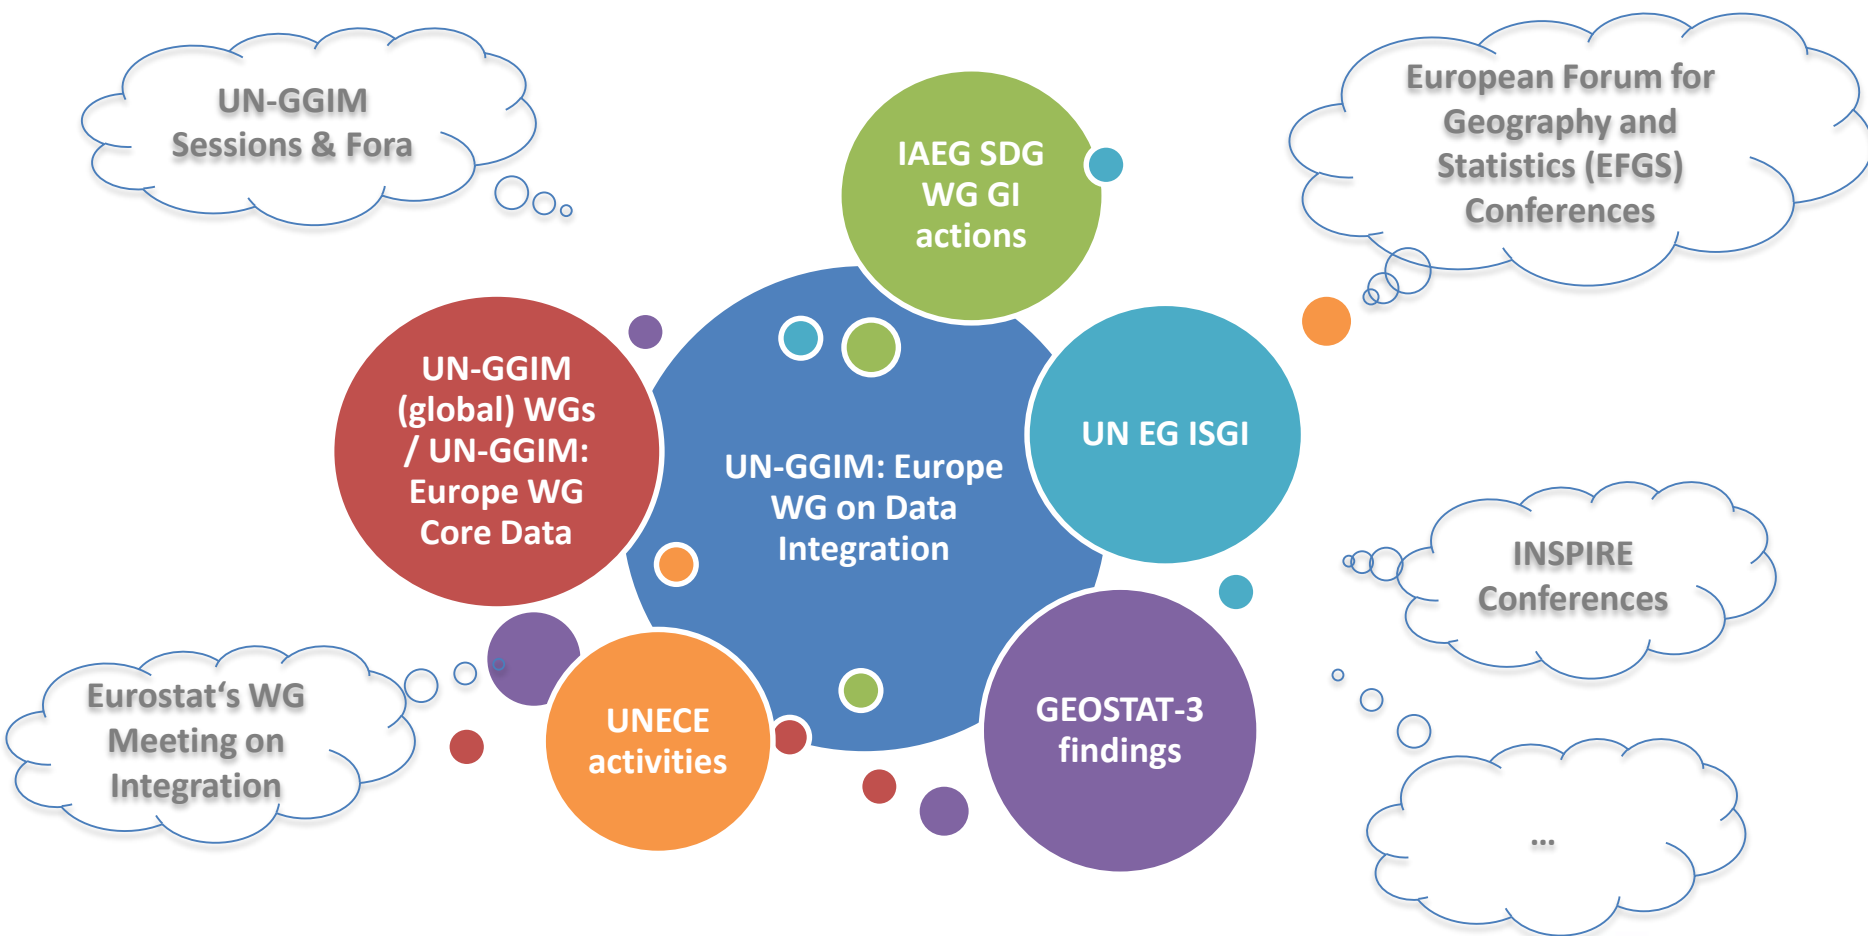 UN-GGIM
Sessions & Fora
European Forum for
Geography and
Statistics (EFGS)
Conferences
IAEG SDG
WG GI
actions
UN-GGIM
(global) WGs
/ UN-GGIM:
Europe WG
Core Data
UN-GGIM: Europe
WG on Data
Integration
UN EG ISGI
INSPIRE
Conferences
Eurostat‘s WG
Meeting on
Integration
UNECE
activities
GEOSTAT-3
findings
...